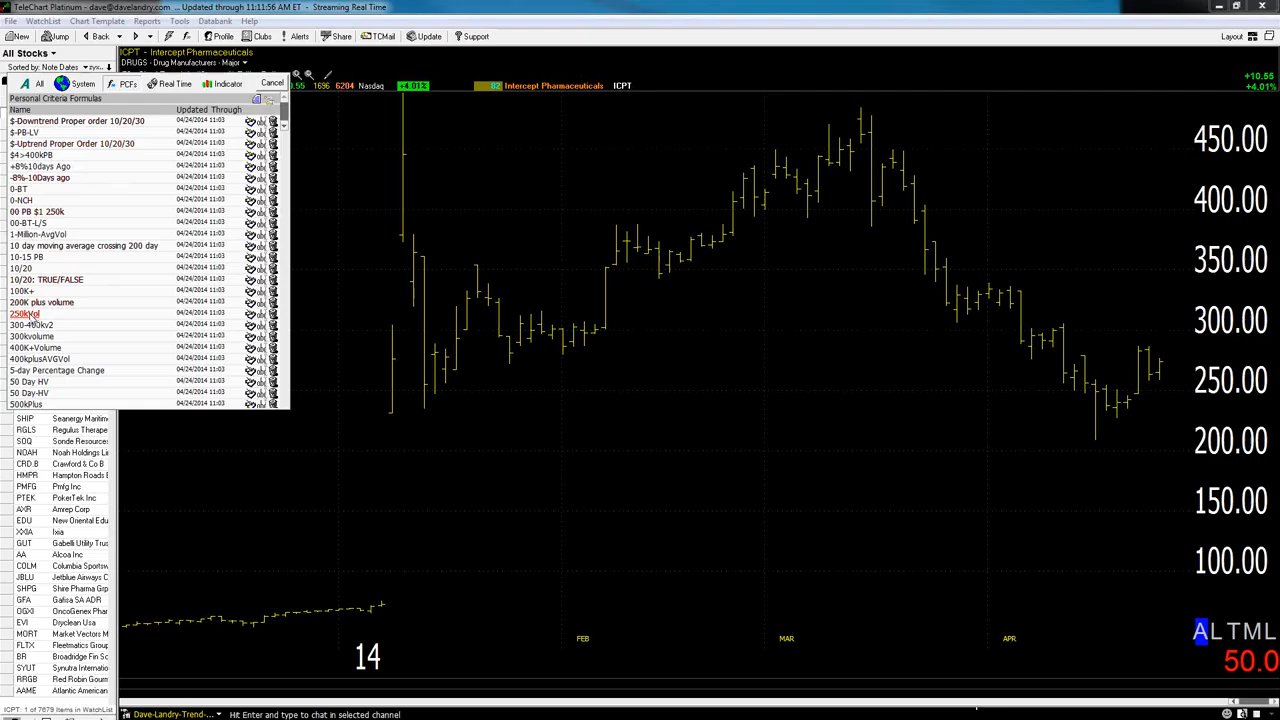 TeleChart Platinum - dave@davelandry.com ... Updated through 11:11:56 AM ET - Streaming Real Time
File WatchList Chart Template Reports Tools Databank Help
New Jump Back Profile Clubs Alerts Share TCMail Update Support Layout
All Stocks
ICPT - Intercept Pharmaceuticals
Sorted by: Note Dates
DRUGS - Drug Manufacturers - Major
All System PCFs Real Time Indicator Cancel
0.55 1696 6204 Nasdaq +4.01% 82 Intercept Pharmaceuticals ICPT
+10.55
+4.01%
Personal Criteria Formulas
Name Updated Through
$-Downtrend Proper order 10/20/30 04/24/2014 11:03
$-PB-LV 04/24/2014 11:03
$-Uptrend Proper Order 10/20/30 04/24/2014 11:03
$4>400kPB 04/24/2014 11:03
+8%10days Ago 04/24/2014 11:03
-8%-10Days ago 04/24/2014 11:03
0-BT 04/24/2014 11:03
0-NCH 04/24/2014 11:03
00 PB $1 250k 04/24/2014 11:03
00-BT-L/S 04/24/2014 11:03
1-Million-AvgVol 04/24/2014 11:03
10 day moving average crossing 200 day 04/24/2014 11:03
10-15 PB 04/24/2014 11:03
10/20 04/24/2014 11:03
10/20: TRUE/FALSE 04/24/2014 11:03
100K+ 04/24/2014 11:03
200K plus volume 04/24/2014 11:03
250kVol 04/24/2014 11:03
300-400kv2 04/24/2014 11:03
300kvolume 04/24/2014 11:03
400K+Volume 04/24/2014 11:03
400kplusAVGVol 04/24/2014 11:03
5-day Percentage Change 04/24/2014 11:03
50 Day HV 04/24/2014 11:03
50 Day-HV 04/24/2014 11:03
500kPlus 04/24/2014 11:03
SHIP Seanergy Maritime
RGLS Regulus Therape
SOQ Sonde Resources
NOAH Noah Holdings Li
CRD.B Crawford & Co B
HMPR Hampton Roads B
PMFG Pmfg Inc
PTEK PokerTek Inc
AXR Amrep Corp
EDU New Oriental Edu
XXIA Ixia
GUT Gabelli Utility Trus
AA Alcoa Inc
COLM Columbia Sportsw
JBLU Jetblue Airways C
SHPG Shire Pharma Grp
GFA Gafisa SA ADR
OGXI OncoGenex Phar
EVI Dryclean Usa
MORT Market Vectors M
FLTX Fleetmatics Group
BR Broadridge Fin So
SYUT Synutra Internatio
RRGB Red Robin Gourm
AAME Atlantic American
450.00
400.00
350.00
300.00
250.00
200.00
150.00
100.00
FEB MAR APR
14
ALTML
50.0
ICPT: 1 of 7679 Items in WatchList
Dave-Landry-Trend-... Hit Enter and type to chat in selected channel